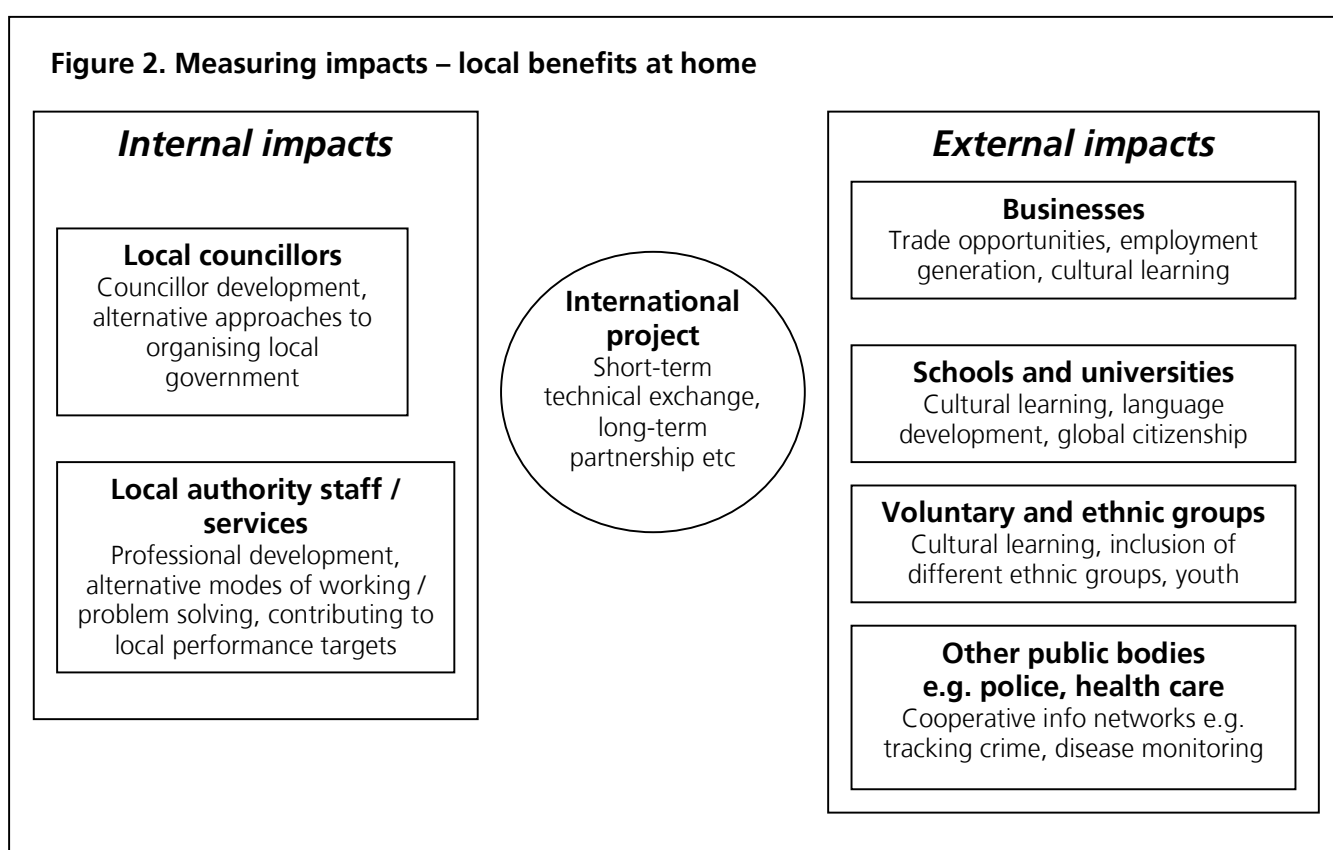 Figure 2. Measuring impacts – local benefits at home
Internal impacts
Local councillors
Councillor development,
alternative approaches to
organising local
government
Local authority staff /
services
Professional development,
alternative modes of working /
problem solving, contributing to
local performance targets
International
project
Short-term
technical exchange,
long-term
partnership etc
External impacts
Businesses
Trade opportunities, employment
generation, cultural learning
Schools and universities
Cultural learning, language
development, global citizenship
Voluntary and ethnic groups
Cultural learning, inclusion of
different ethnic groups, youth
Other public bodies
e.g. police, health care
Cooperative info networks e.g.
tracking crime, disease monitoring